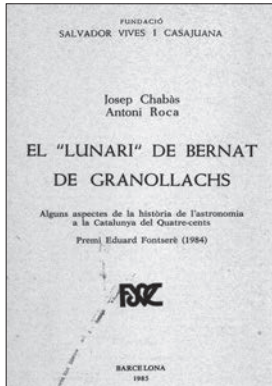 FUNDACIÓ
SALVADOR VIVES I CASAJUANA
Josep Chabàs
Antoni Roca
EL "LUNARI" DE BERNAT
DE GRANOLLACHS
Alguns aspectes de la història de l'astronomia
a la Catalunya del Quatre-cents
Premi Eduard Fontserè (1984)
BARCELONA
1985